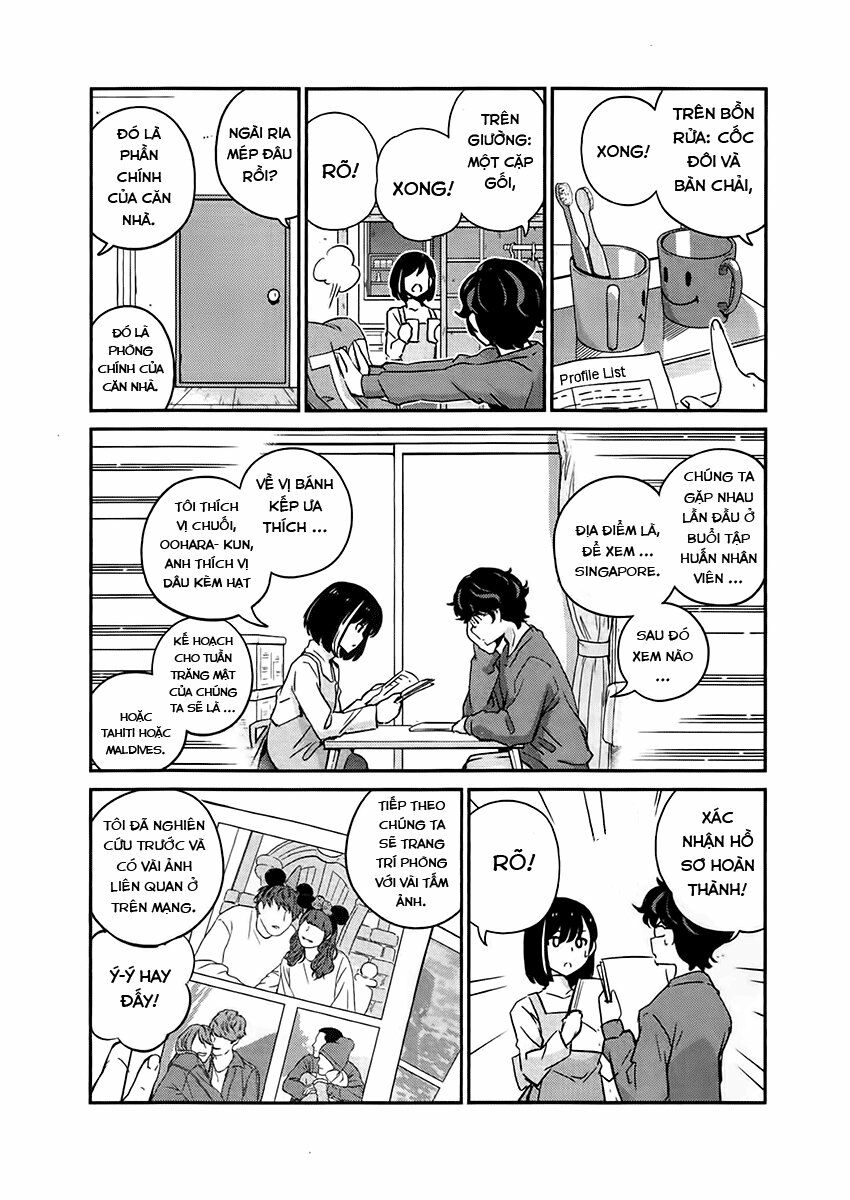 TRÊN BỒN
RỬA: CỐC
ĐÔI VÀ
BÀN CHẢI,
XONG!
Profile List
TRÊN
GIƯỜNG:
MỘT CẶP
GỐI,
XONG!
RÕ!
NGÀI RIA
MÉP ĐÂU
RỒI?
ĐÓ LÀ
PHẦN
CHÍNH
CỦA CĂN
NHÀ.
ĐÓ LÀ
PHÒNG
CHÍNH CỦA
CĂN NHÀ.
CHÚNG TA
GẶP NHAU
LẦN ĐẦU Ở
BUỔI TẬP
HUẤN NHÂN
VIÊN ...
ĐỊA ĐIỂM LÀ,
ĐỂ XEM ...
SINGAPORE.
SAU ĐÓ
XEM NÀO
...
VỀ VỊ BÁNH
KẾP ƯA
THÍCH ...
TÔI THÍCH
VỊ CHUỐI,
OOHARA- KUN,
ANH THÍCH VỊ
DÂU KÈM HẠT
KẾ HOẠCH
CHO TUẦN
TRĂNG MẬT
CỦA CHÚNG
TA SẼ LÀ ...
HOẶC
TAHITI HOẶC
MALDIVES.
XÁC
NHẬN HỒ
SƠ HOÀN
THÀNH!
RÕ!
TIẾP THEO
CHÚNG TA
SẼ TRANG
TRÍ PHÒNG
VỚI VÀI TẤM
ẢNH.
TÔI ĐÃ NGHIÊN
CỨU TRƯỚC VÀ
CÓ VÀI ẢNH
LIÊN QUAN Ở
TRÊN MẠNG.
Ý-Ý HAY
ĐẤY!